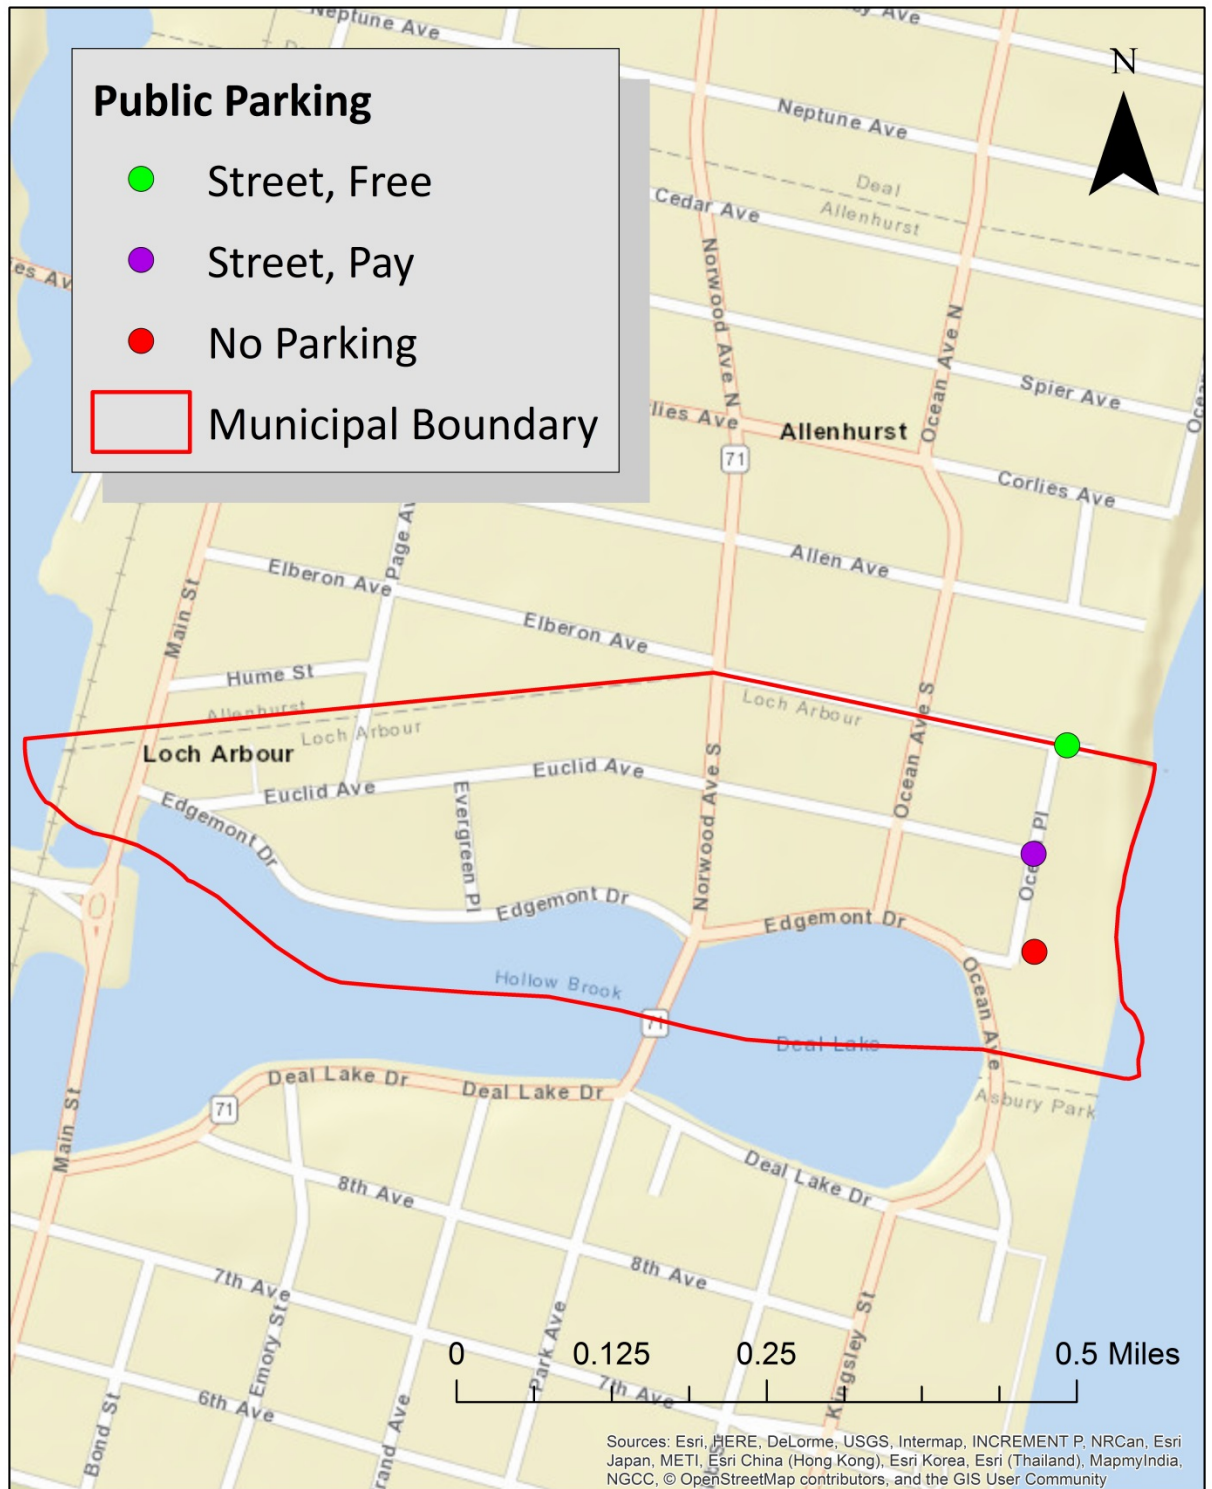 Neptune Ave
Public Parking
Street, Free
Street, Pay
No Parking
Municipal Boundary
N
Neptune Ave
Deal
Allenhurst
Cedar Ave
Norwood Ave N
Ocean Ave N
Spier Ave
Allenhurst
71
Corlies Ave
Allen Ave
Page Av
Elberon Ave
Elberon Ave
Main St
Hume St
Allenhurst
Loch Arbour
Loch Arbour
Loch Arbour
Ocean Ave S
Norwood Ave S
Euclid Ave
Euclid Ave
Edgemont Dr
Evergreen Pl
Edgemont Dr
Edgemont Dr
Ocean Ave
Hollow Brook
71
Deal Lake
Asbury Park
Deal Lake Dr
Deal Lake Dr
71
Main St
Deal Lake Dr
8th Ave
8th Ave
7th Ave
7th Ave
6th Ave
Emory St
Park Ave
Kingsley St
Bond St
rand Ave
0 0.125 0.25 0.5 Miles
Sources: Esri, HERE, DeLorme, USGS, Intermap, INCREMENT P, NRCan, Esri
Japan, METI, Esri China (Hong Kong), Esri Korea, Esri (Thailand), MapmyIndia,
NGCC, © OpenStreetMap contributors, and the GIS User Community